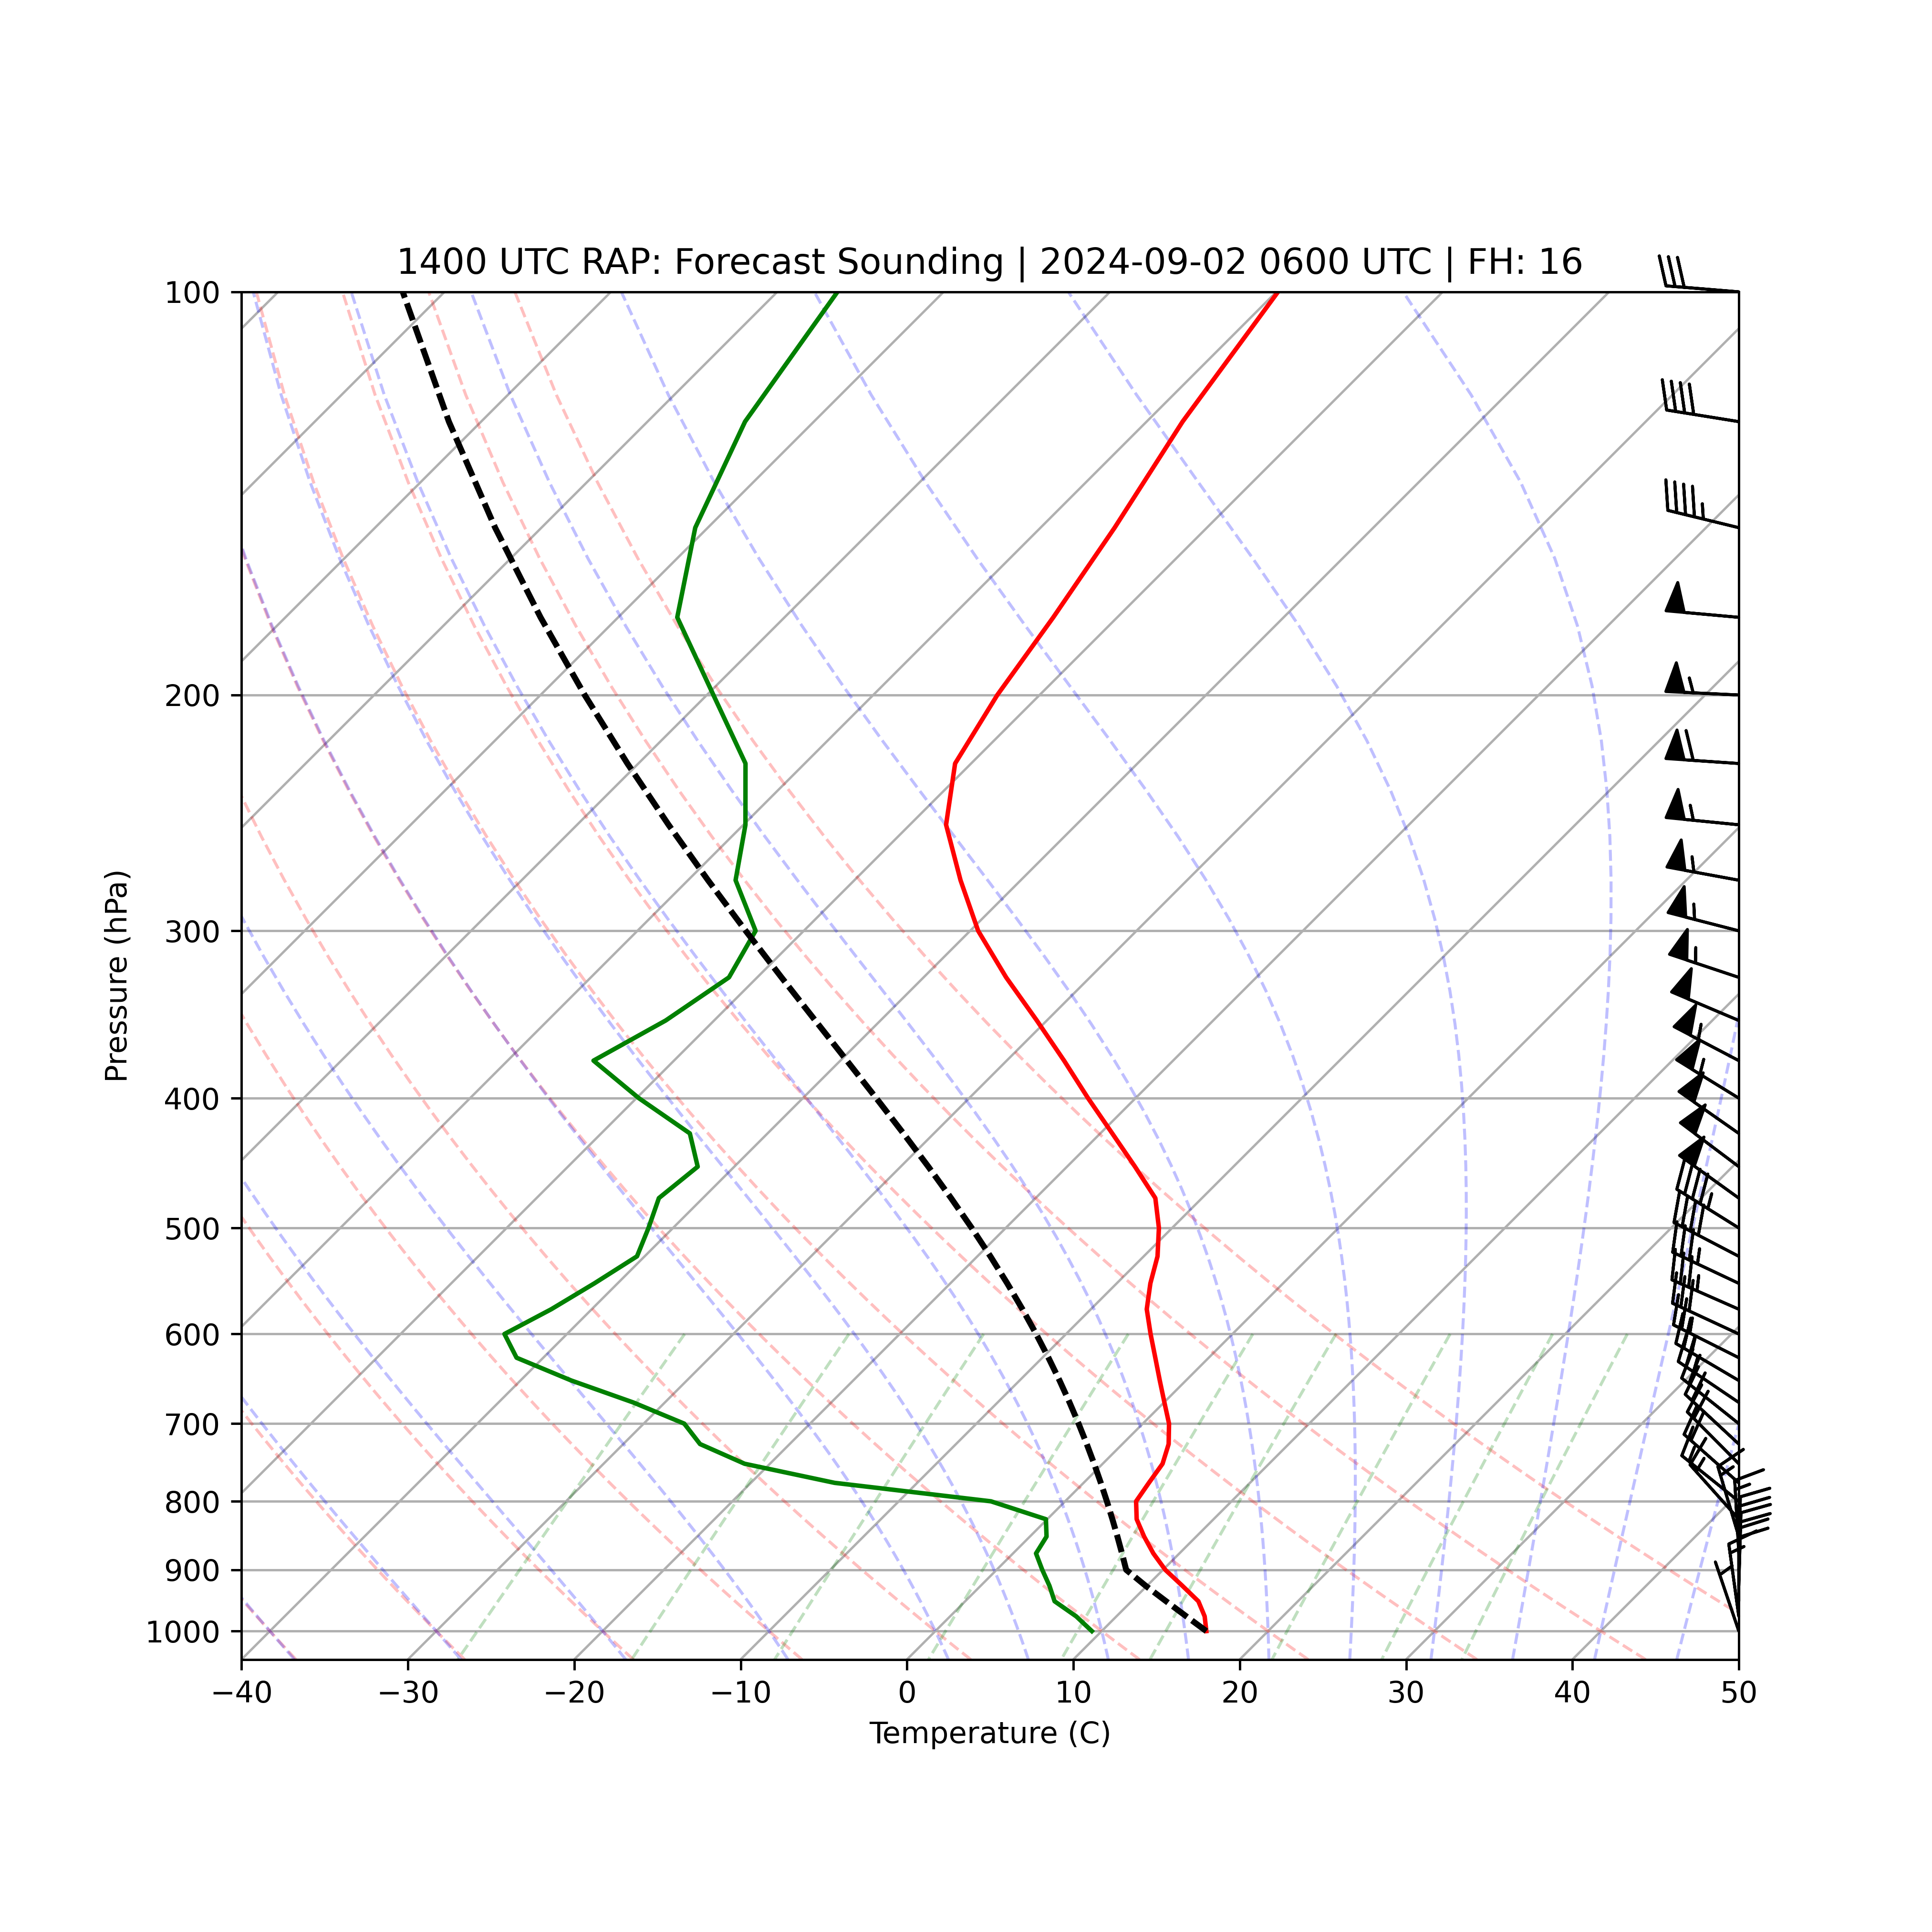 1400 UTC RAP: Forecast Sounding | 2024-09-02 0600 UTC | FH: 16
100
200
300
400
500
600
700
800
900
1000
Pressure (hPa)
−40 −30 −20 −10 0 10 20 30 40 50
Temperature (C)